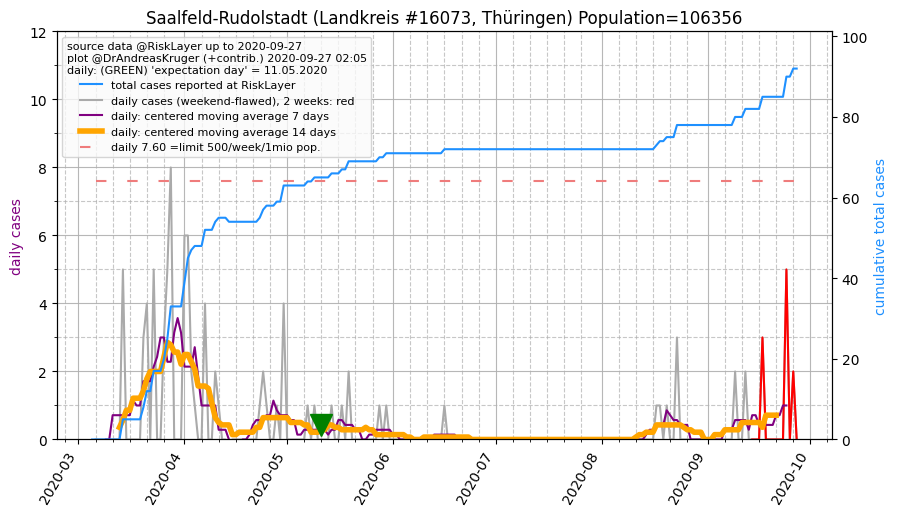 Saalfeld-Rudolstadt (Landkreis #16073, Thüringen) Population=106356
source data @RiskLayer up to 2020-09-27
plot @DrAndreasKruger (+contrib.) 2020-09-27 02:05
daily: (GREEN) 'expectation day' = 11.05.2020
total cases reported at RiskLayer
daily cases (weekend-flawed), 2 weeks: red
daily: centered moving average 7 days
daily: centered moving average 14 days
daily 7.60 =limit 500/week/1mio pop.
daily cases
12
10
8
6
4
2
0
100
80
60
40
20
0
cumulative total cases
2020-03
2020-04
2020-05
2020-06
2020-07
2020-08
2020-09
2020-10